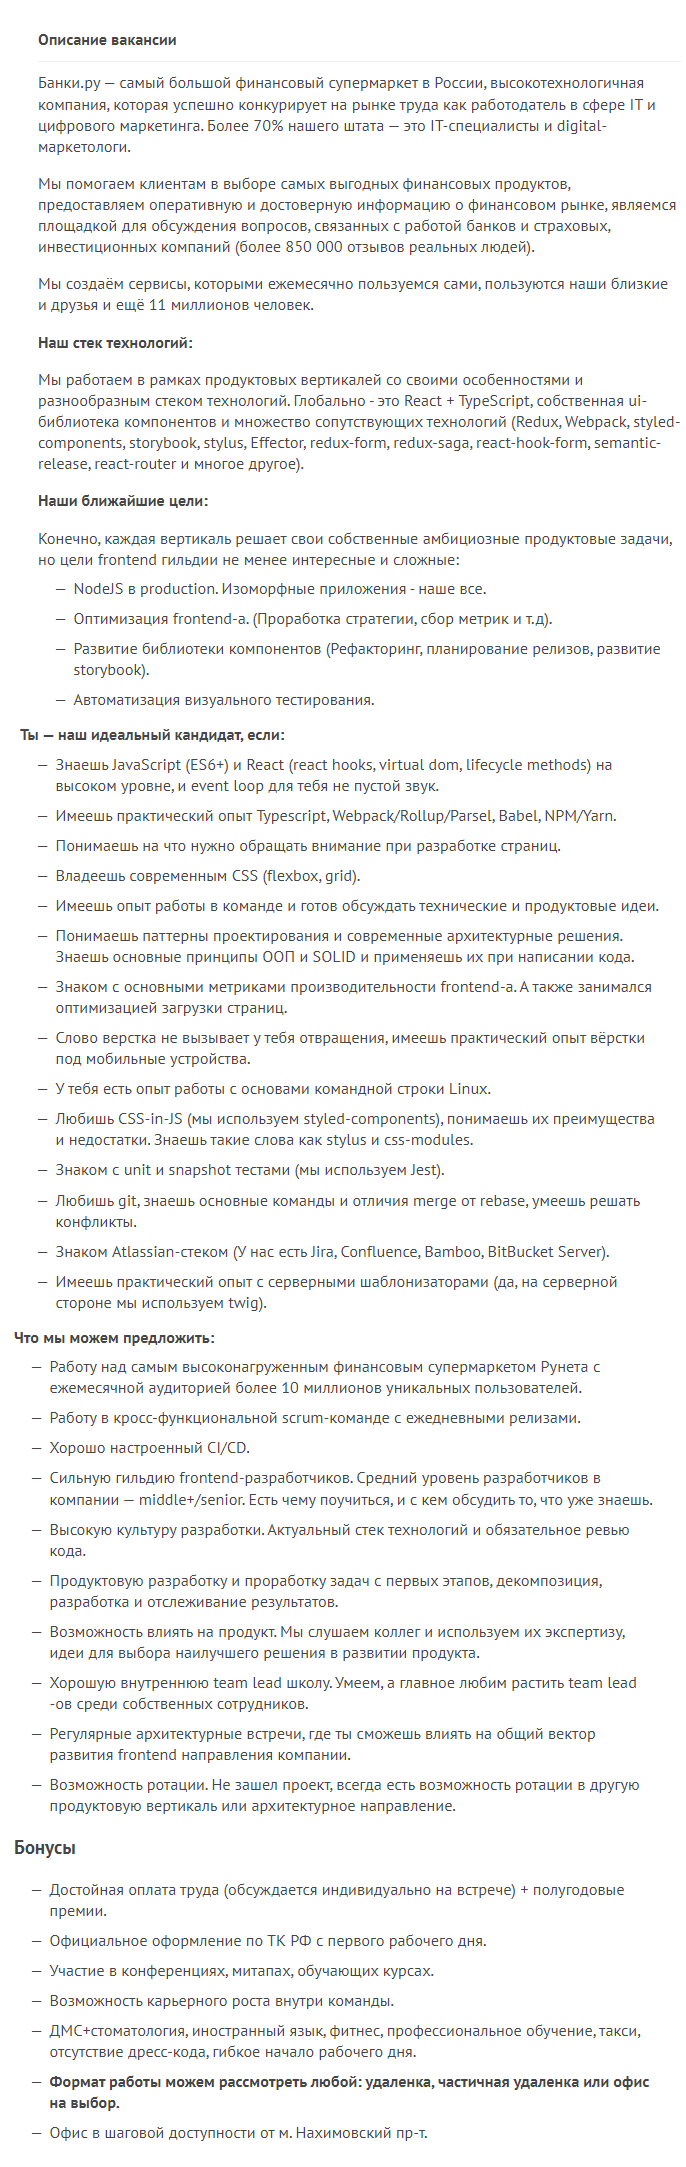 Описание вакансии
Банки.ру — самый большой финансовый супермаркет в России, высокотехнологичная
компания, которая успешно конкурирует на рынке труда как работодатель в сфере IT и
цифрового маркетинга. Более 70% нашего штата — это IT-специалисты и digital-
маркетологи.
Мы помогаем клиентам в выборе самых выгодных финансовых продуктов,
предоставляем оперативную и достоверную информацию о финансовом рынке, являемся
площадкой для обсуждения вопросов, связанных с работой банков и страховых,
инвестиционных компаний (более 850 000 отзывов реальных людей).
Мы создаём сервисы, которыми ежемесячно пользуемся сами, пользуются наши близкие
и друзья и ещё 11 миллионов человек.
Наш стек технологий:
Мы работаем в рамках продуктовых вертикалей со своими особенностями и
разнообразным стеком технологий. Глобально - это React + TypeScript, собственная ui-
библиотека компонентов и множество сопутствующих технологий (Redux, Webpack, styled-
components, storybook, stylus, Effector, redux-form, redux-saga, react-hook-form, semantic-
release, react-router и многое другое).
Наши ближайшие цели:
Конечно, каждая вертикаль решает свои собственные амбициозные продуктовые задачи,
но цели frontend гильдии не менее интересные и сложные:
— NodeJS в production. Изоморфные приложения - наше все.
— Оптимизация frontend-а. (Проработка стратегии, сбор метрик и т.д).
— Развитие библиотеки компонентов (Рефакторинг, планирование релизов, развитие
storybook).
— Автоматизация визуального тестирования.
Ты — наш идеальный кандидат, если:
— Знаешь JavaScript (ES6+) и React (react hooks, virtual dom, lifecycle methods) на
высоком уровне, и event loop для тебя не пустой звук.
— Имеешь практический опыт Typescript, Webpack/Rollup/Parsel, Babel, NPM/Yarn.
— Понимаешь на что нужно обращать внимание при разработке страниц.
— Владеешь современным CSS (flexbox, grid).
— Имеешь опыт работы в команде и готов обсуждать технические и продуктовые идеи.
— Понимаешь паттерны проектирования и современные архитектурные решения.
Знаешь основные принципы ООП и SOLID и применяешь их при написании кода.
— Знаком с основными метриками производительности frontend-а. А также занимался
оптимизацией загрузки страниц.
— Слово верстка не вызывает у тебя отвращения, имеешь практический опыт вёрстки
под мобильные устройства.
— У тебя есть опыт работы с основами командной строки Linux.
— Любишь CSS-in-JS (мы используем styled-components), понимаешь их преимущества
и недостатки. Знаешь такие слова как stylus и css-modules.
— Знаком с unit и snapshot тестами (мы используем Jest).
— Любишь git, знаешь основные команды и отличия merge от rebase, умеешь решать
конфликты.
— Знаком Atlassian-стеком (У нас есть Jira, Confluence, Bamboo, BitBucket Server).
— Имеешь практический опыт с серверными шаблонизаторами (да, на серверной
стороне мы используем twig).
Что мы можем предложить:
— Работу над самым высоконагруженным финансовым супермаркетом Рунета с
ежемесячной аудиторией более 10 миллионов уникальных пользователей.
— Работу в кросс-функциональной scrum-команде с ежедневными релизами.
— Хорошо настроенный CI/CD.
— Сильную гильдию frontend-разработчиков. Средний уровень разработчиков в
компании — middle+/senior. Есть чему поучиться, и с кем обсудить то, что уже знаешь.
— Высокую культуру разработки. Актуальный стек технологий и обязательное ревью
кода.
— Продуктовую разработку и проработку задач с первых этапов, декомпозиция,
разработка и отслеживание результатов.
— Возможность влиять на продукт. Мы слушаем коллег и используем их экспертизу,
идеи для выбора наилучшего решения в развитии продукта.
— Хорошую внутреннюю team lead школу. Умеем, а главное любим растить team lead
-ов среди собственных сотрудников.
— Регулярные архитектурные встречи, где ты сможешь влиять на общий вектор
развития frontend направления компании.
— Возможность ротации. Не зашел проект, всегда есть возможность ротации в другую
продуктовую вертикаль или архитектурное направление.
Бонусы
— Достойная оплата труда (обсуждается индивидуально на встрече) + полугодовые
премии.
— Официальное оформление по ТК РФ с первого рабочего дня.
— Участие в конференциях, митапах, обучающих курсах.
— Возможность карьерного роста внутри команды.
— ДМС+стоматология, иностранный язык, фитнес, профессиональное обучение, такси,
отсутствие дресс-кода, гибкое начало рабочего дня.
— Формат работы можем рассмотреть любой: удаленка, частичная удаленка или офис
на выбор.
— Офис в шаговой доступности от м. Нахимовский пр-т.